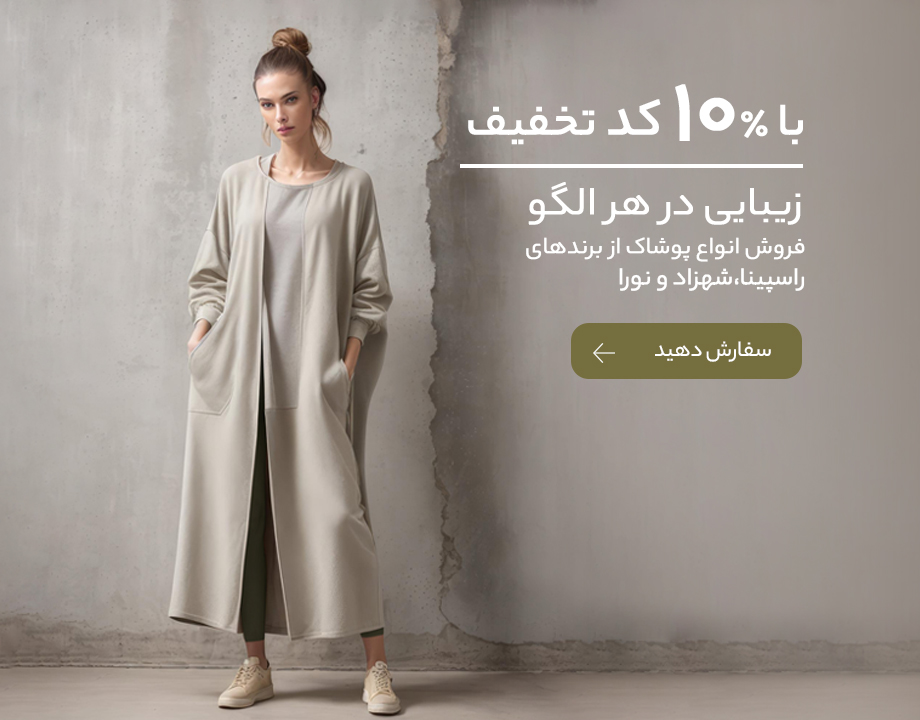 با %۱۰ کد تخفیف
زیبایی در هر الگو
فروش انواع پوشاک از برندهای
راسپینا،شهزاد و نورا
سفارش دهید